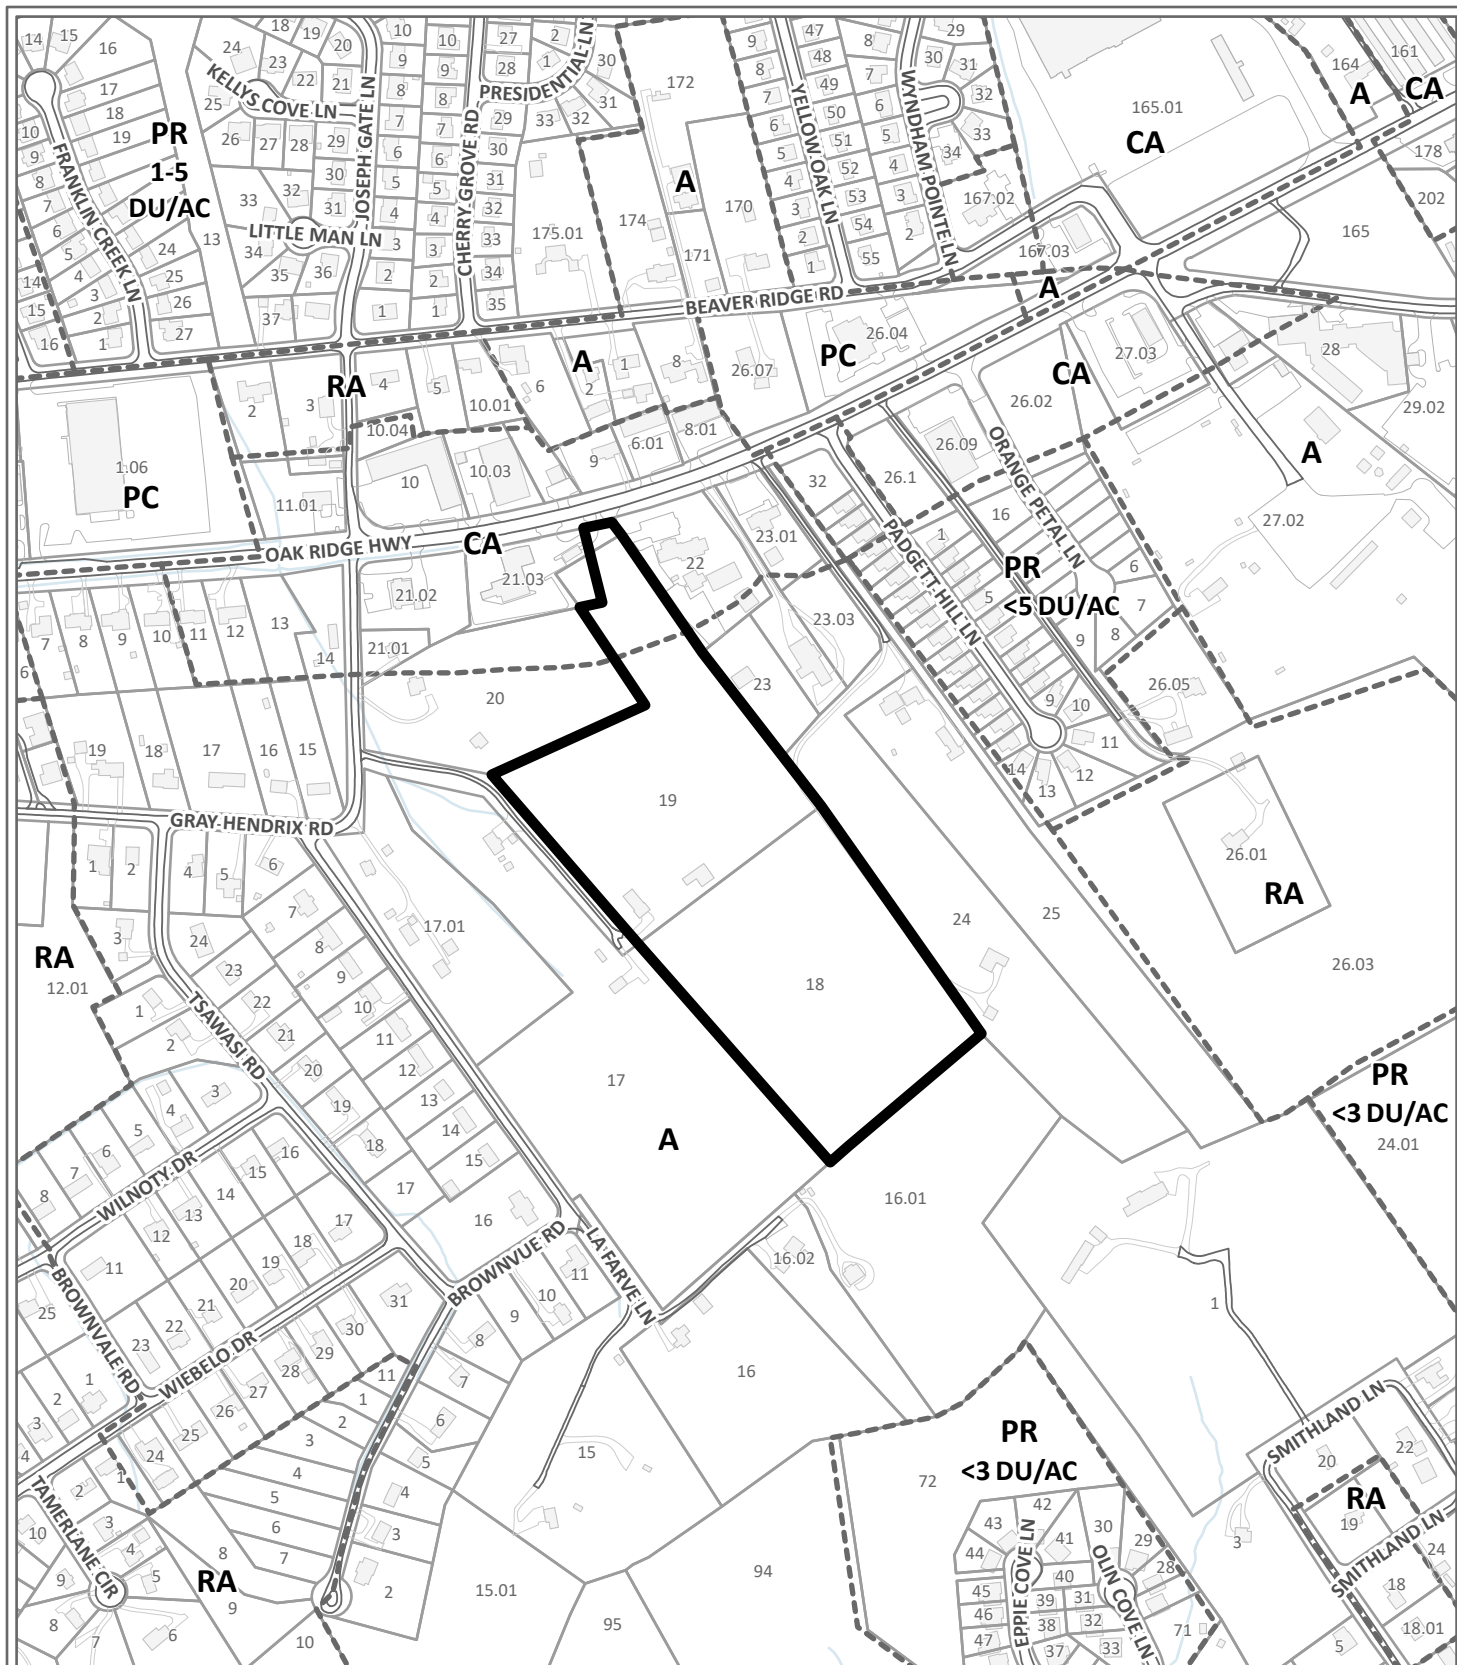 14 15 16 24 18 19 20 10 10 27 2 30 172 9 47 8 29 164 161
23 9 28 1 8 48 30 31 A CA
17 KELLYS COVE LN 22 21 9 8 PRESIDENTIAL LN 31 7 49 7 WYNDHAM POINTE LN 32 165.01
18 25 8 29 33 32 YELLOW OAK LN 50 6 CA
10 19 PR 26 27 28 29 7 7 30 6 51 5 33 178
9 FRANKLIN CREEK LN 1-5 JOSEPH GATE LN 6 6 CHERRY GROVE RD 5 52 34
8 DU/AC 33 32 30 5 5 31 A 4 53 4 202
7 31 4 4 32 174 170 3 54 3 167.02
6 24 13 LITTLE MAN LN 3 3 33 175.01 171 2 55 2 167.03 165
5 25 34 35 36 2 2 34 1
14 4 26 37 1 1 35 BEAVER RIDGE RD A
15 3 2 27
16 1
PC 26.04 27.03 28
RA 4 5 6 A 1 8 26.07 CA
2 3 10.01 2 26.02 29.02
10.04 6.01 8.01 26.09 ORANGE PETAL LN A
1.06 10 10.03 9 32 26.1
PC 11.01 23.01 16 27.02
OAK RIDGE HWY CA PADGETT HILL LN 1
21.03 22 PR 6
21.02 5 <5 DU/AC 7
7 8 9 10 11 12 13 14 21.01 23.03 9 8
6 20 23 9 10 26.05
19 18 17 16 15 11
14 12
13
19
GRAY HENDRIX RD
1 2 4 5 6 26.01
7 RA
3 24 8 17.01 24 25
RA 23 9 26.03
12.01 1 22 10 18
TSAWASI RD 21 11
2 20 12 17 PR
3 19 13 <3 DU/AC
4 18 14 A 24.01
5 16 15
6 15 17 16 16.01
7 WILNOTY DR 14
8 13 17 LA FARVE LN
12 18 BROWNVUE RD 11 16.02
11 19 10
BROWNVALE RD 20 31 9 1
25 21 30 8
22 29
23 WIEBELO DR 28 11 7 16
1 27 1
2 26 2 6 PR SMITHLAND LN
3 25 3 <3 DU/AC 22
4 24 4 5 15 72 20
1 5 4 42 RA
2 6 3 43 41 30 29 19
TAMERLANE CIR 3 7 44 EPPIE COVE LN 40 OLIN COVE LN 28 3 SMITHLAND LN 24
10 4 8 45 39 31 18
9 5 RA 2 15.01 94 46 38 32 71 18.01
8 7 6 9 10 95 47 37 33 5